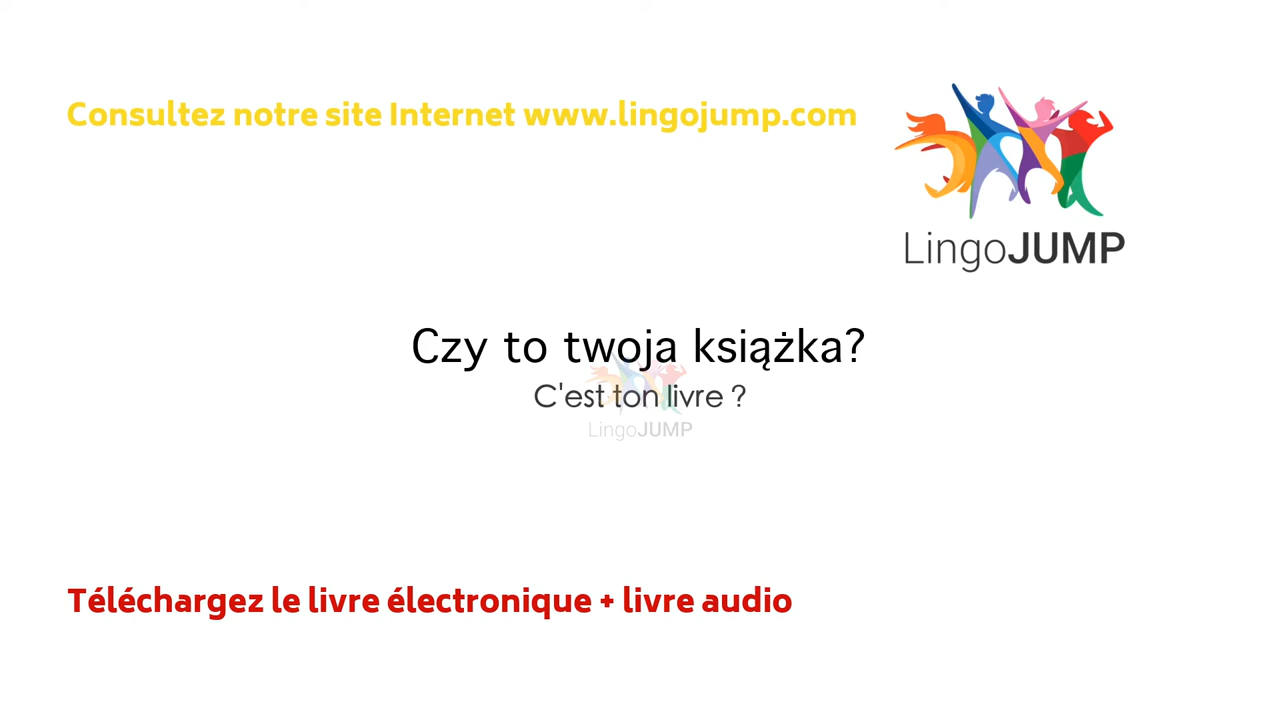 Consultez notre site Internet www.lingojump.com
LingoJUMP
Czy to twoja książka?
C'est ton livre ?
LingoJUMP
Téléchargez le livre électronique + livre audio